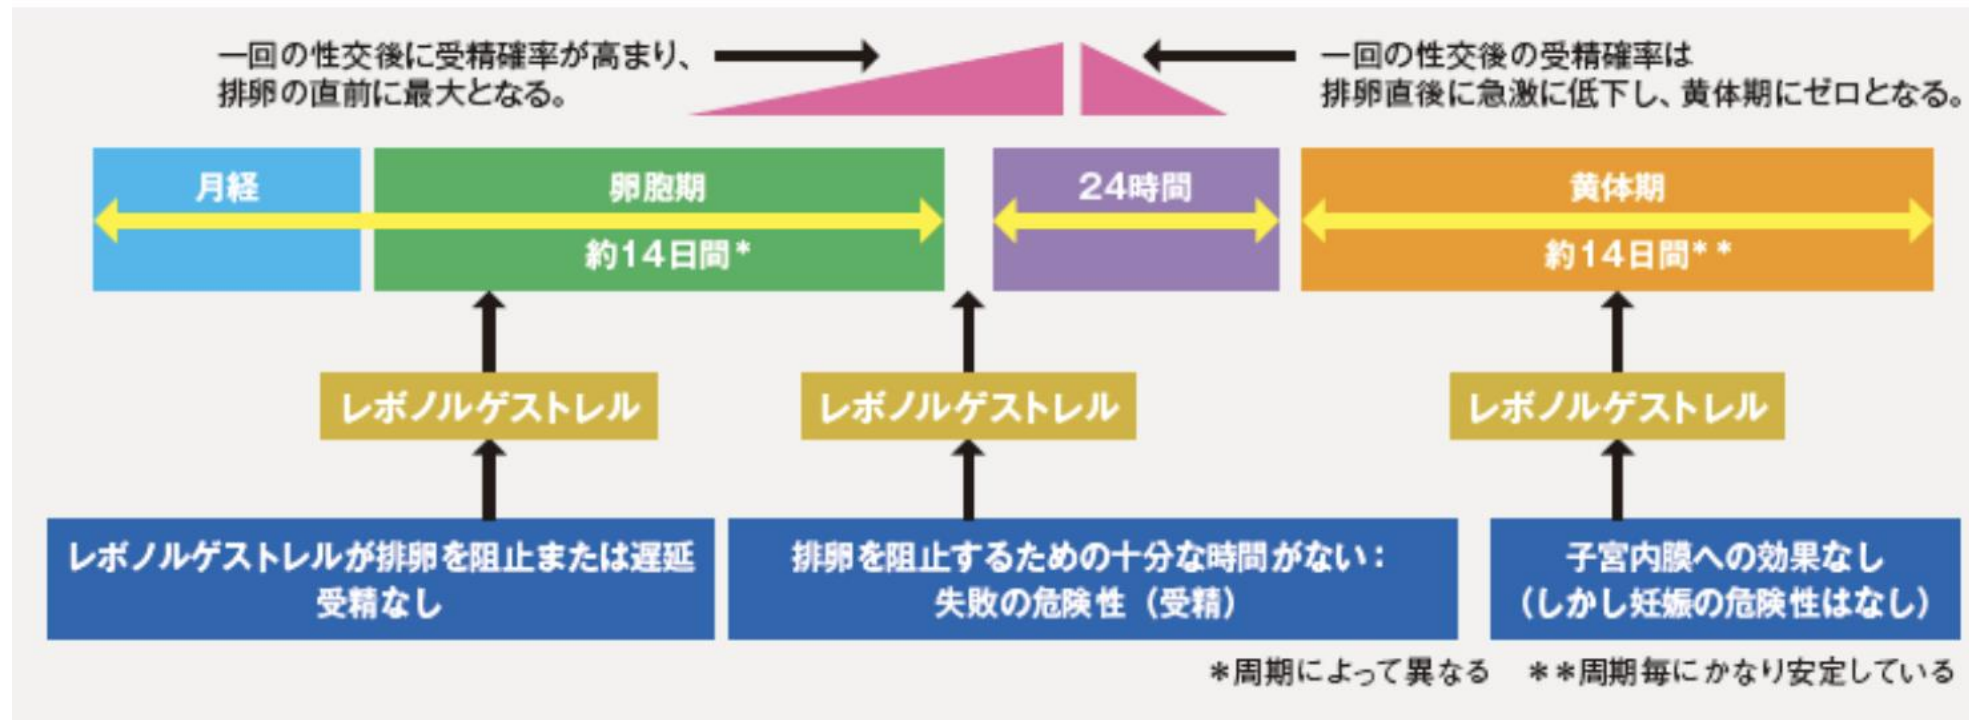 一回の性交後に受精確率が高まり、
排卵の直前に最大となる。
一回の性交後の受精確率は
排卵直後に急激に低下し、黄体期にゼロとなる。
月経
卵胞期
約14日間*
24時間
黄体期
約14日間**
レボノルゲストレル
レボノルゲストレル
レボノルゲストレル
レボノルゲストレルが排卵を阻止または遅延
受精なし
排卵を阻止するための十分な時間がない：
失敗の危険性（受精）
子宮内膜への効果なし
（しかし妊娠の危険性はなし）
＊周期によって異なる　＊＊周期毎にかなり安定している